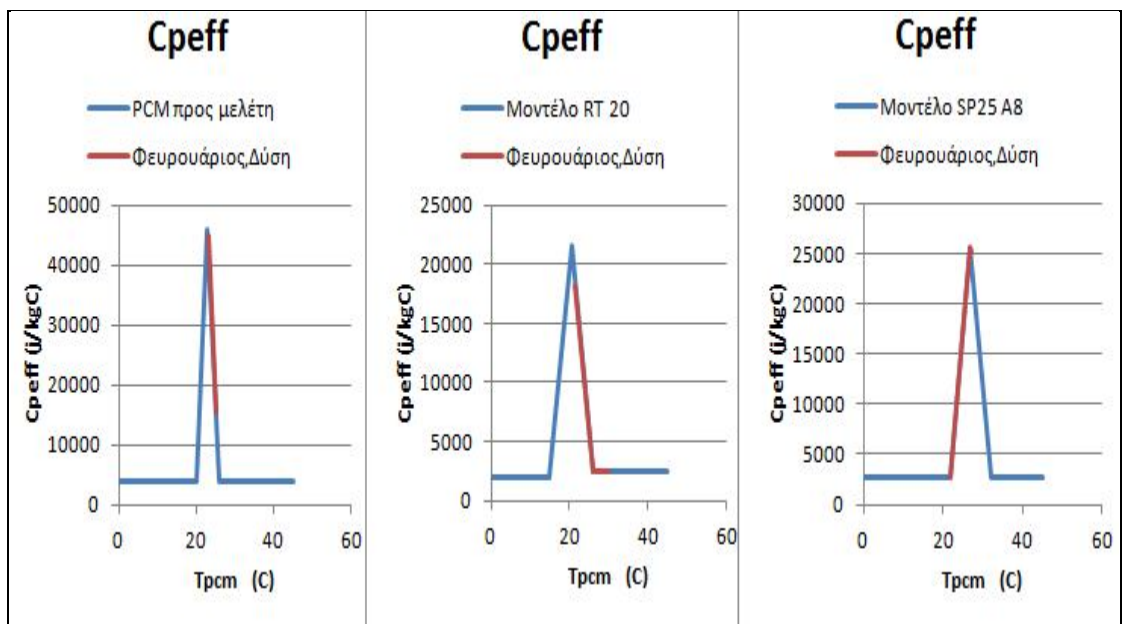 Cpeff
PCM προς μελέτη
Φευρουάριος,Δύση
50000
40000
30000
20000
10000
0
Cpeff (j/kgC)
0 20 40 60
Tpcm (C)
Cpeff
Μοντέλο RT 20
Φευρουάριος,Δύση
25000
20000
15000
10000
5000
0
Cpeff (j/kgC)
0 20 40 60
Tpcm (C)
Cpeff
Μοντέλο SP25 A8
Φευρουάριος,Δύση
30000
25000
20000
15000
10000
5000
0
Cpeff (j/kgC)
0 20 40 60
Tpcm (C)